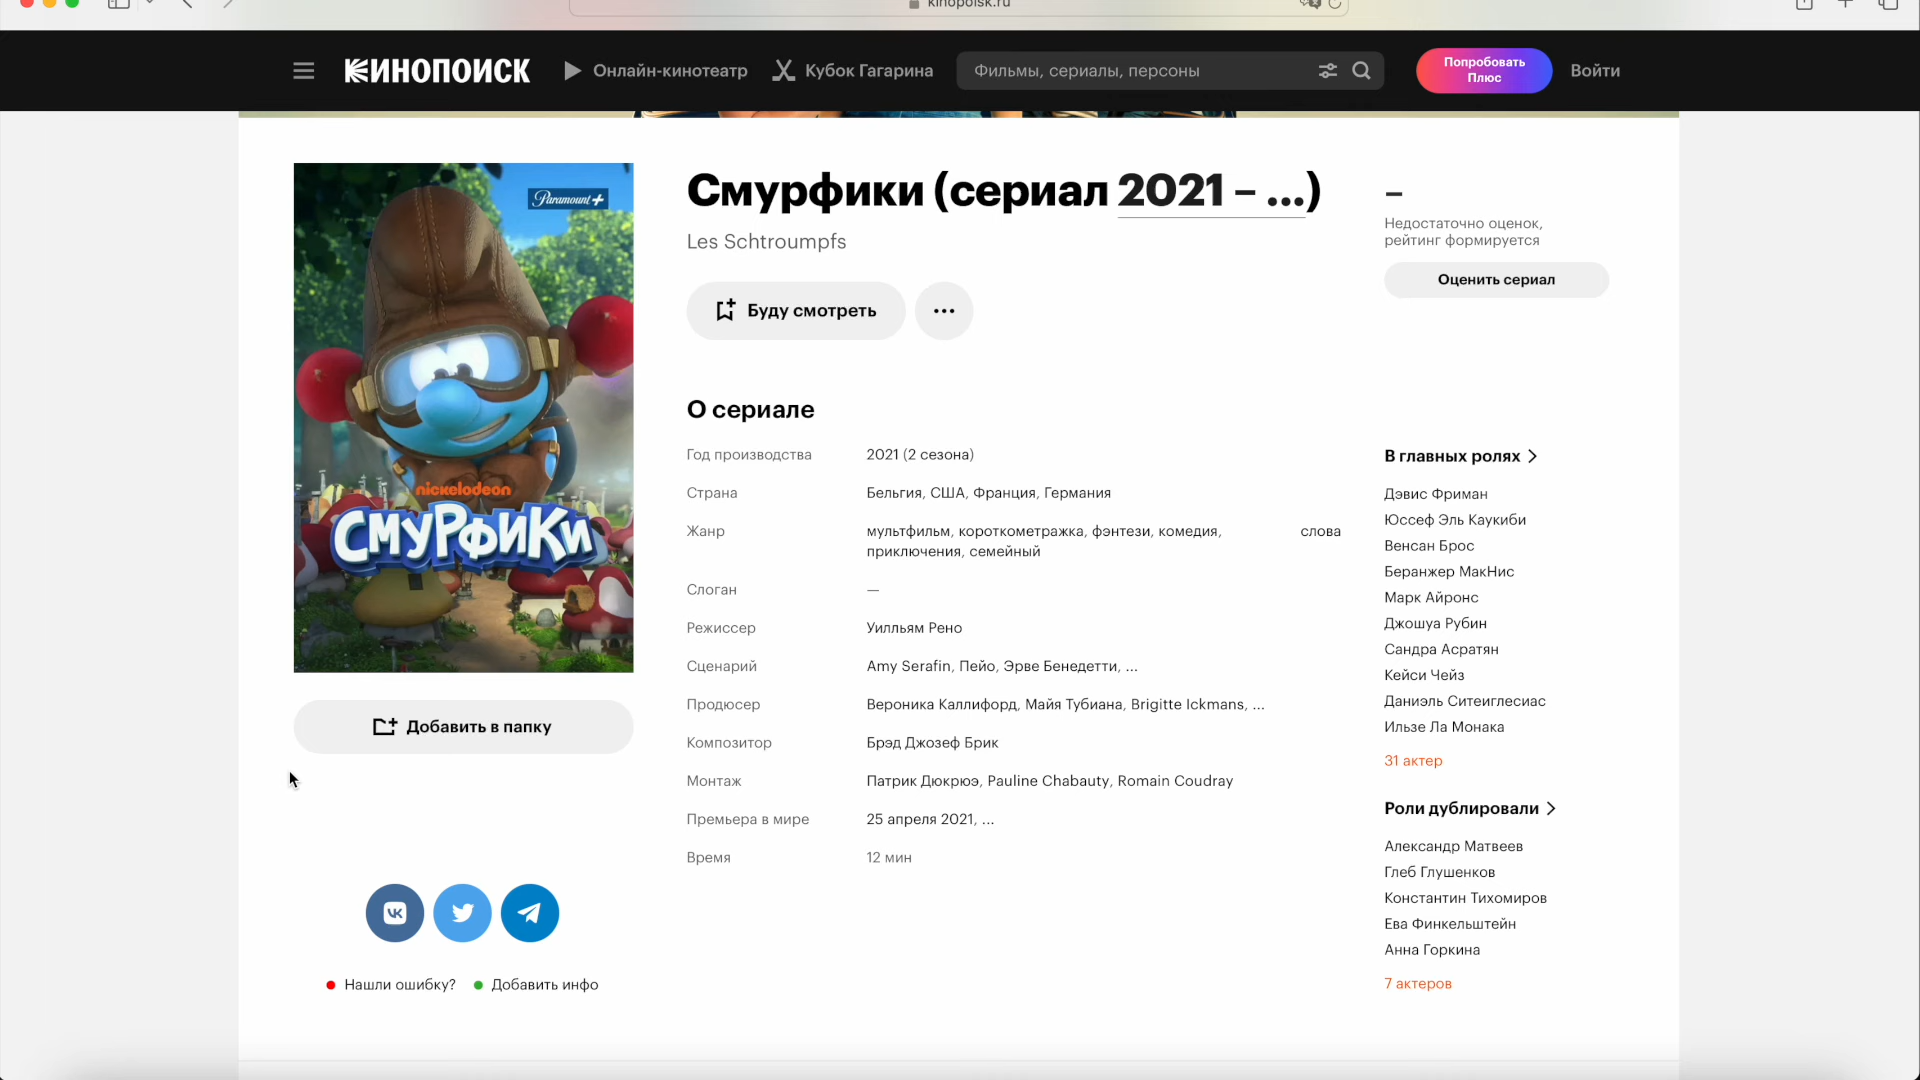 kinopoisk.ru
КИНОПОИСК
Онлайн-кинотеатр
Кубок Гагарина
Фильмы, сериалы, персоны
Попробовать
Плюс
Войти
Paramount+
nickelodeon
СМУРФИКИ
Добавить в папку
Нашли ошибку?
Добавить инфо
Смурфики (сериал 2021 – ...)
Les Schtroumpfs
Буду смотреть
О сериале
Год производства 2021 (2 сезона)
Страна Бельгия, США, Франция, Германия
Жанр мультфильм, короткометражка, фэнтези, комедия, слова
приключения, семейный
Слоган —
Режиссер Уилльям Рено
Сценарий Amy Serafin, Пейо, Эрве Бенедетти, ...
Продюсер Вероника Каллифорд, Майя Тубиана, Brigitte Ickmans, ...
Композитор Брэд Джозеф Брик
Монтаж Патрик Дюкрюэ, Pauline Chabauty, Romain Coudray
Премьера в мире 25 апреля 2021, ...
Время 12 мин
–
Недостаточно оценок,
рейтинг формируется
Оценить сериал
В главных ролях
Дэвис Фриман
Юссеф Эль Каукиби
Венсан Брос
Беранжер МакНис
Марк Айронс
Джошуа Рубин
Сандра Асратян
Кейси Чейз
Даниэль Ситеиглесиас
Ильзе Ла Монака
31 актер
Роли дублировали
Александр Матвеев
Глеб Глушенков
Константин Тихомиров
Ева Финкельштейн
Анна Горкина
7 актеров